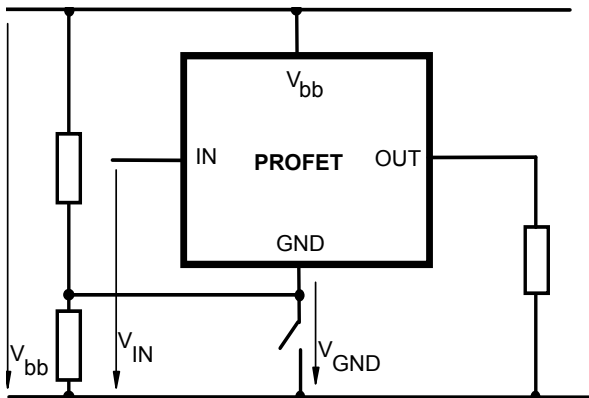 V_bb
IN
PROFET
OUT
GND
V_bb
V_IN
V_GND